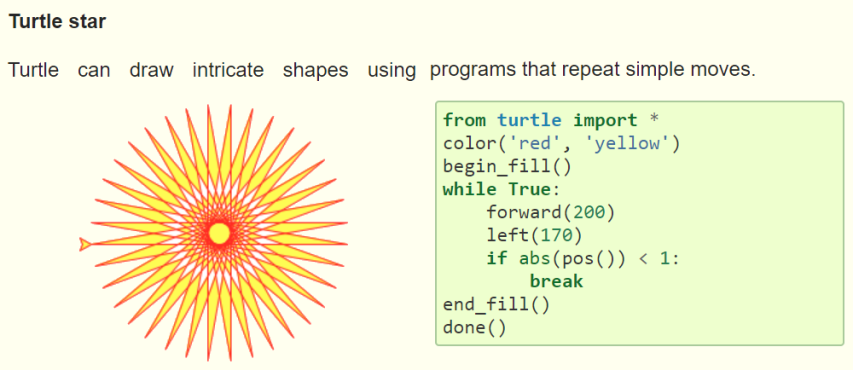 Turtle star
Turtle can draw intricate shapes using programs that repeat simple moves.
from turtle import *
color('red', 'yellow')
begin_fill()
while True:
    forward(200)
    left(170)
    if abs(pos()) < 1:
        break
end_fill()
done()